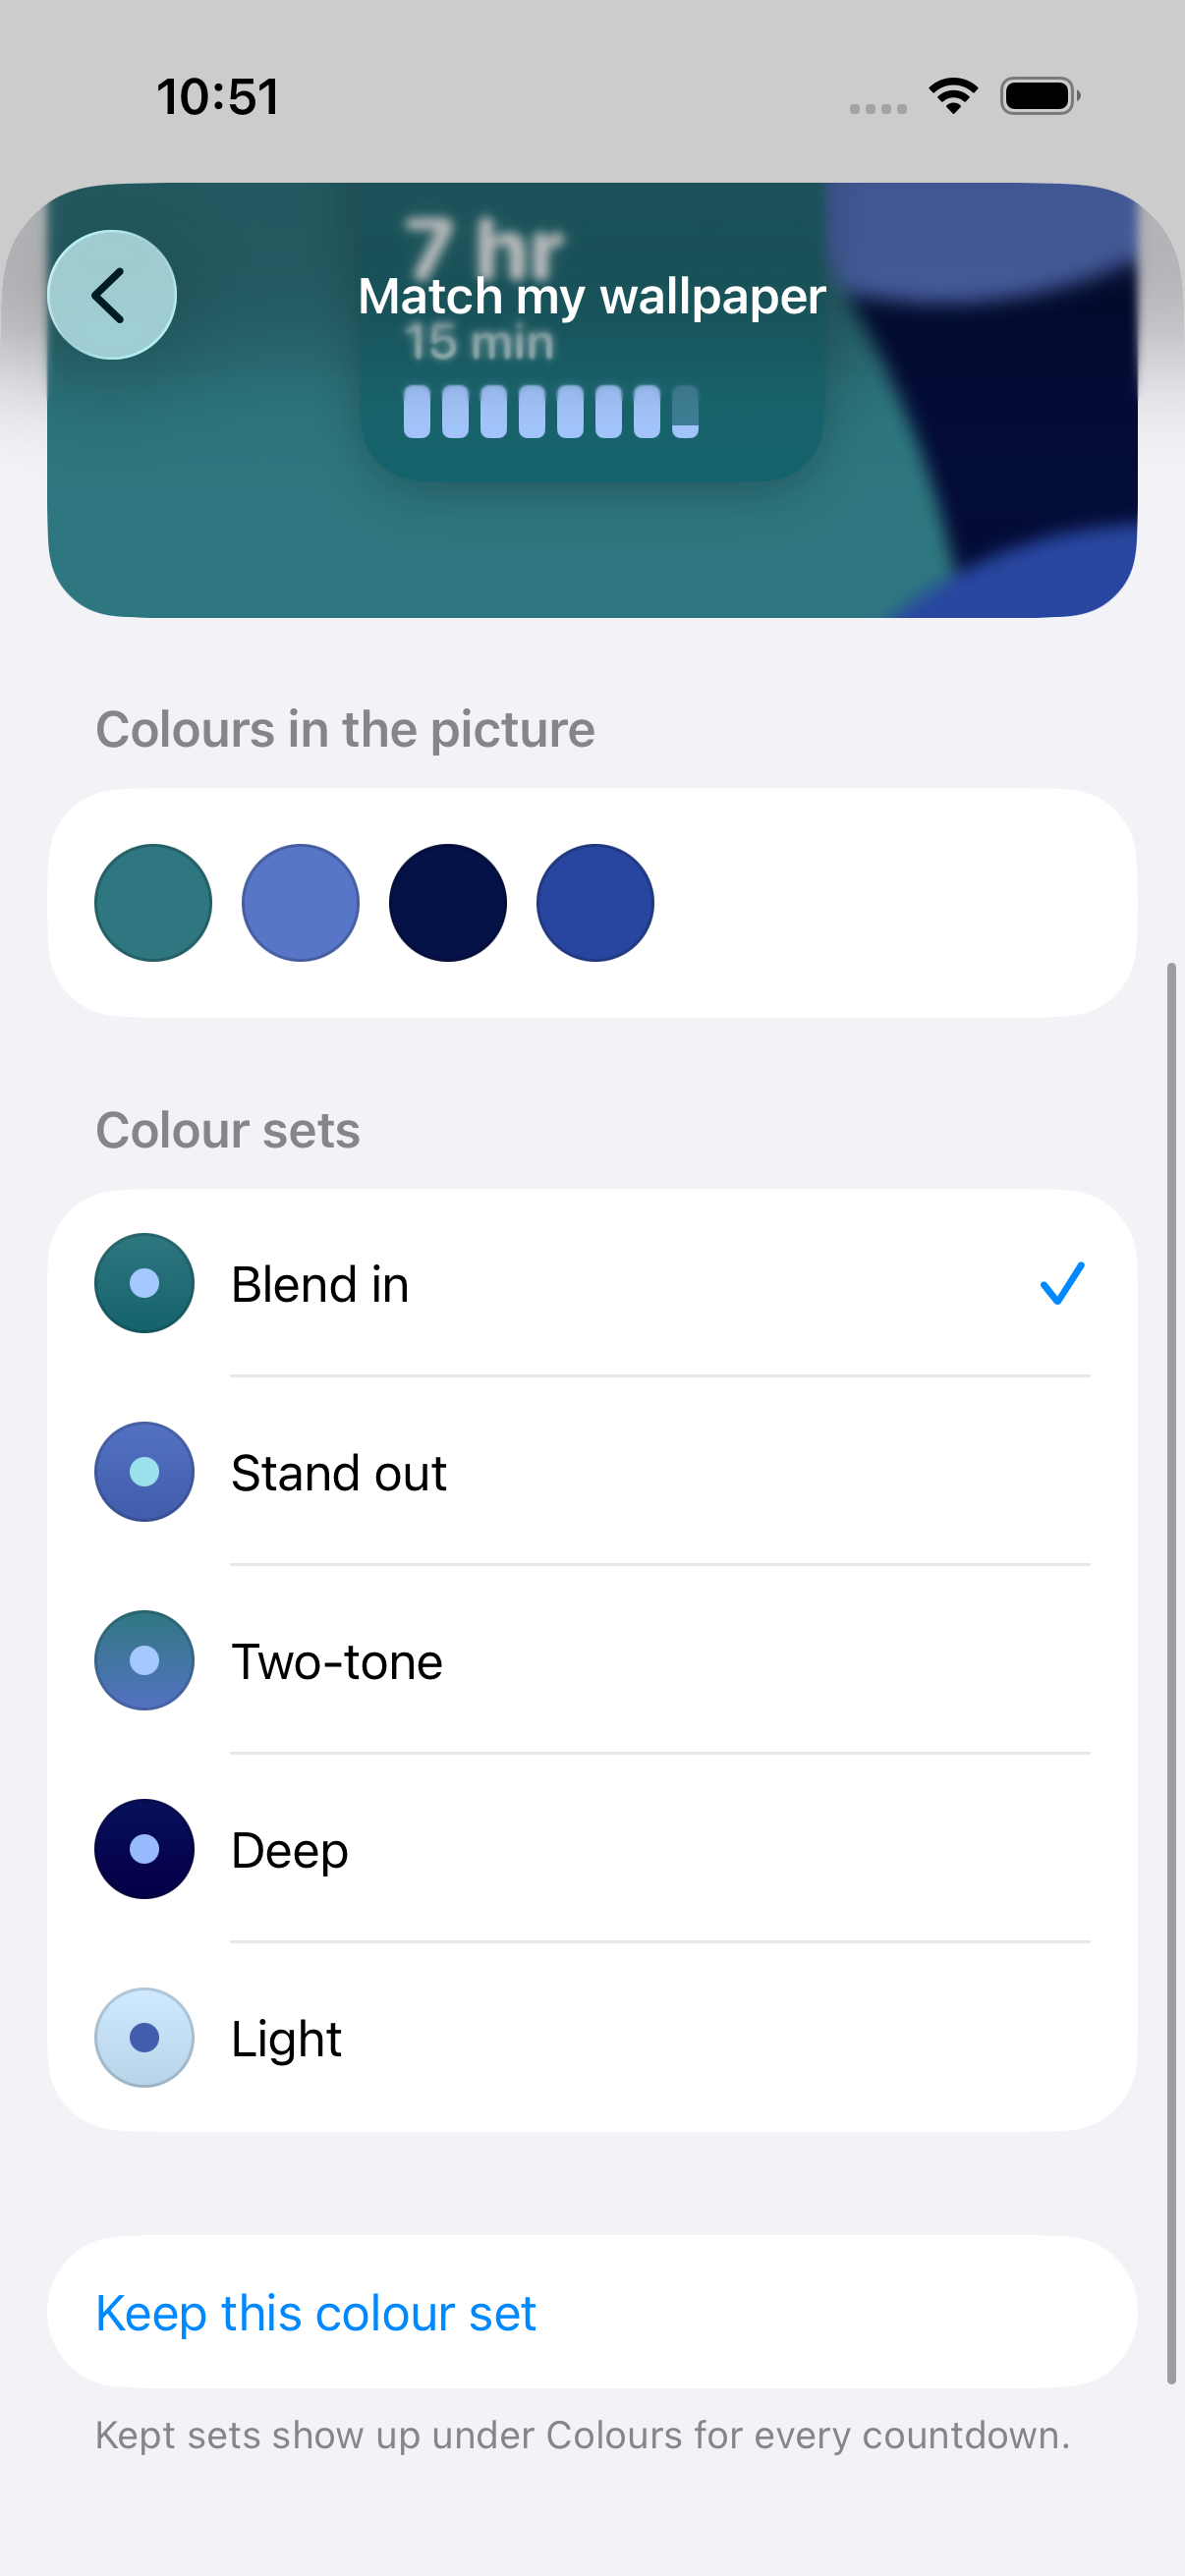 10:51
7 hr
Match my wallpaper
15 min
Colours in the picture
Colour sets
Blend in
Stand out
Two-tone
Deep
Light
Keep this colour set
Kept sets show up under Colours for every countdown.